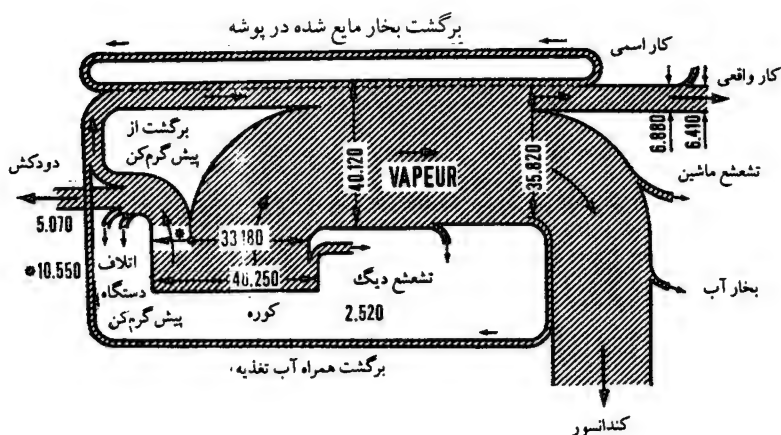 برگشت بخار مایع شده در پوشه
کار اسمی
کار واقعی
برگشت از
پیش گرم‌کن
دودکش
VAPEUR
40.120
35.820
6.880
6.410
تشعشع ماشین
5.070
*10.550
*
33.180
46.250
اتلاف
دستگاه
پیش گرم‌کن
کوره
تشعشع دیگ
2.520
بخار آب
برگشت همراه آب تغذیه،
کندانسور